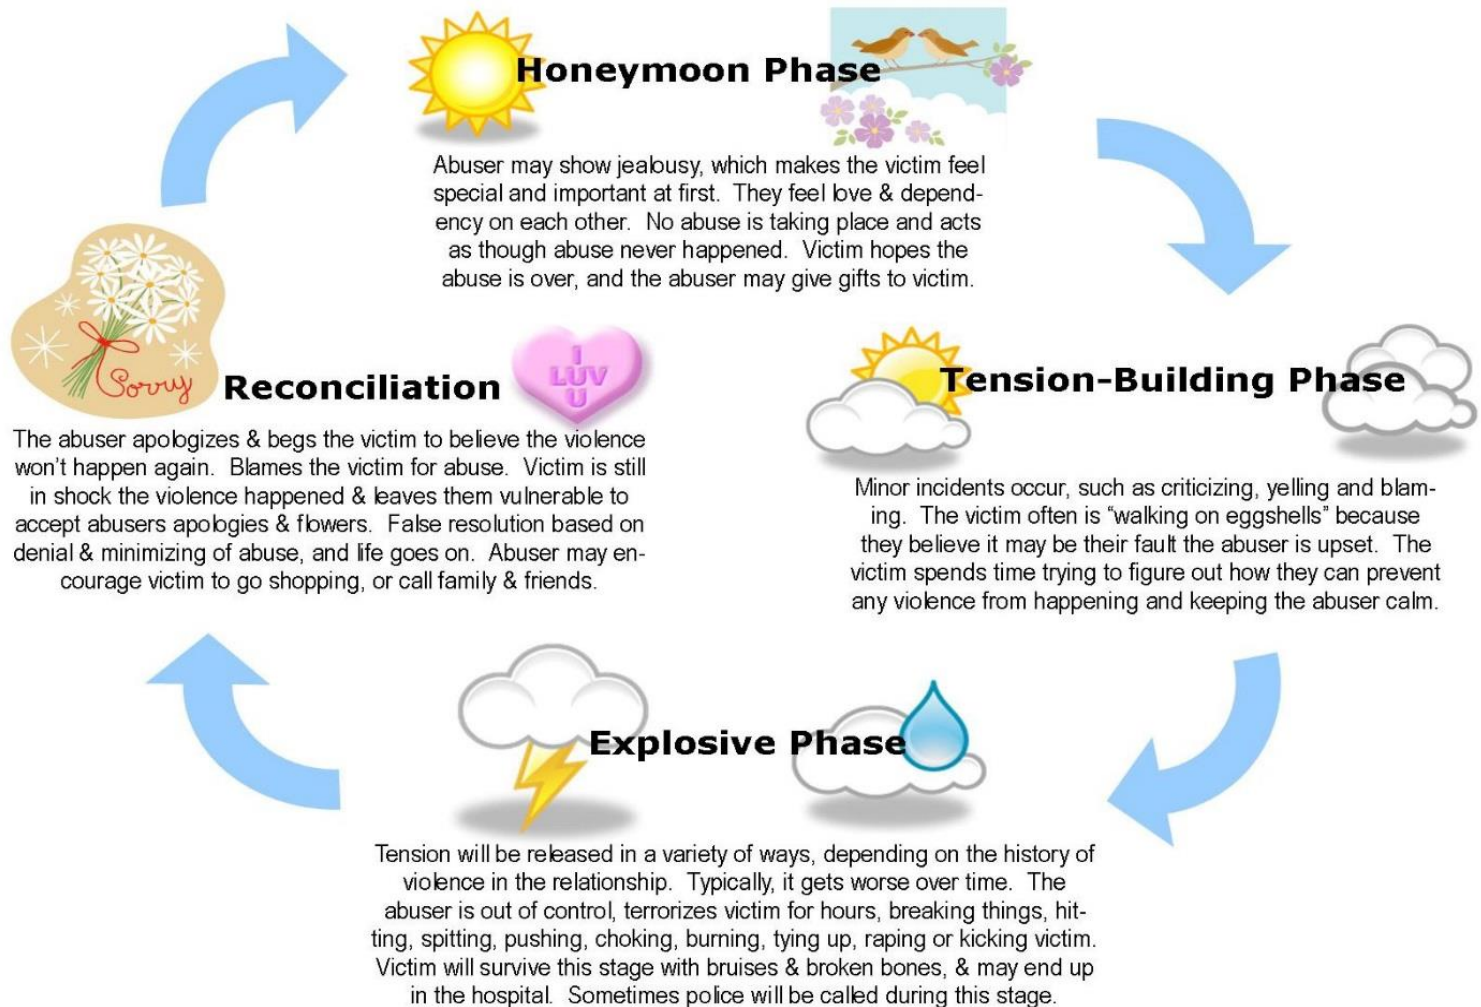 Honeymoon Phase
Abuser may show jealousy, which makes the victim feel
special and important at first.  They feel love & depend-
ency on each other.  No abuse is taking place and acts
as though abuse never happened.  Victim hopes the
abuse is over, and the abuser may give gifts to victim.
Tension-Building Phase
Minor incidents occur, such as criticizing, yelling and blam-
ing.  The victim often is “walking on eggshells” because
they believe it may be their fault the abuser is upset.  The
victim spends time trying to figure out how they can prevent
any violence from happening and keeping the abuser calm.
Explosive Phase
Tension will be released in a variety of ways, depending on the history of
violence in the relationship.  Typically, it gets worse over time.  The
abuser is out of control, terrorizes victim for hours, breaking things, hit-
ting, spitting, pushing, choking, burning, tying up, raping or kicking victim.
Victim will survive this stage with bruises & broken bones, & may end up
in the hospital.  Sometimes police will be called during this stage.
Sorry
Reconciliation
I
LUV
U
The abuser apologizes & begs the victim to believe the violence
won’t happen again.  Blames the victim for abuse.  Victim is still
in shock the violence happened & leaves them vulnerable to
accept abusers apologies & flowers.  False resolution based on
denial & minimizing of abuse, and life goes on.  Abuser may en-
courage victim to go shopping, or call family & friends.